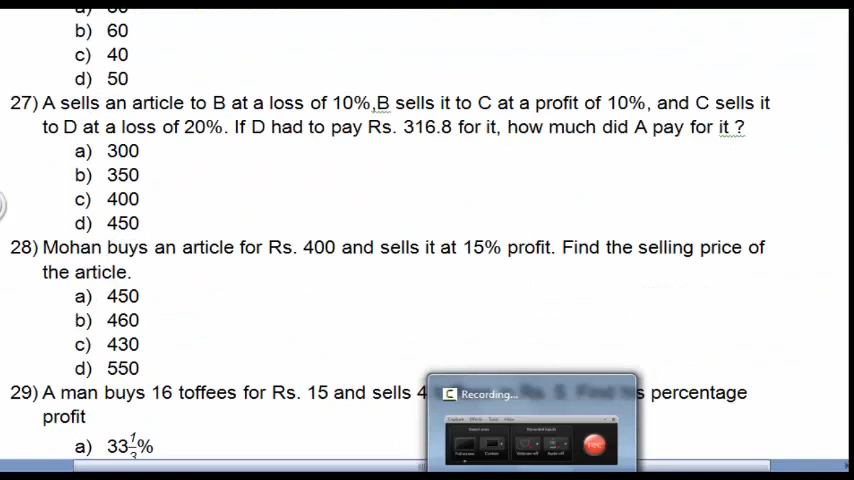 b) 60
c) 40
d) 50
27) A sells an article to B at a loss of 10%,B sells it to C at a profit of 10%, and C sells it
to D at a loss of 20%. If D had to pay Rs. 316.8 for it, how much did A pay for it ?
a) 300
b) 350
c) 400
d) 450
28) Mohan buys an article for Rs. 400 and sells it at 15% profit. Find the selling price of
the article.
a) 450
b) 460
c) 430
d) 550
29) A man buys 16 toffees for Rs. 15 and sells 4 percentage
profit
a) 33 1/3%
Recording...
rec